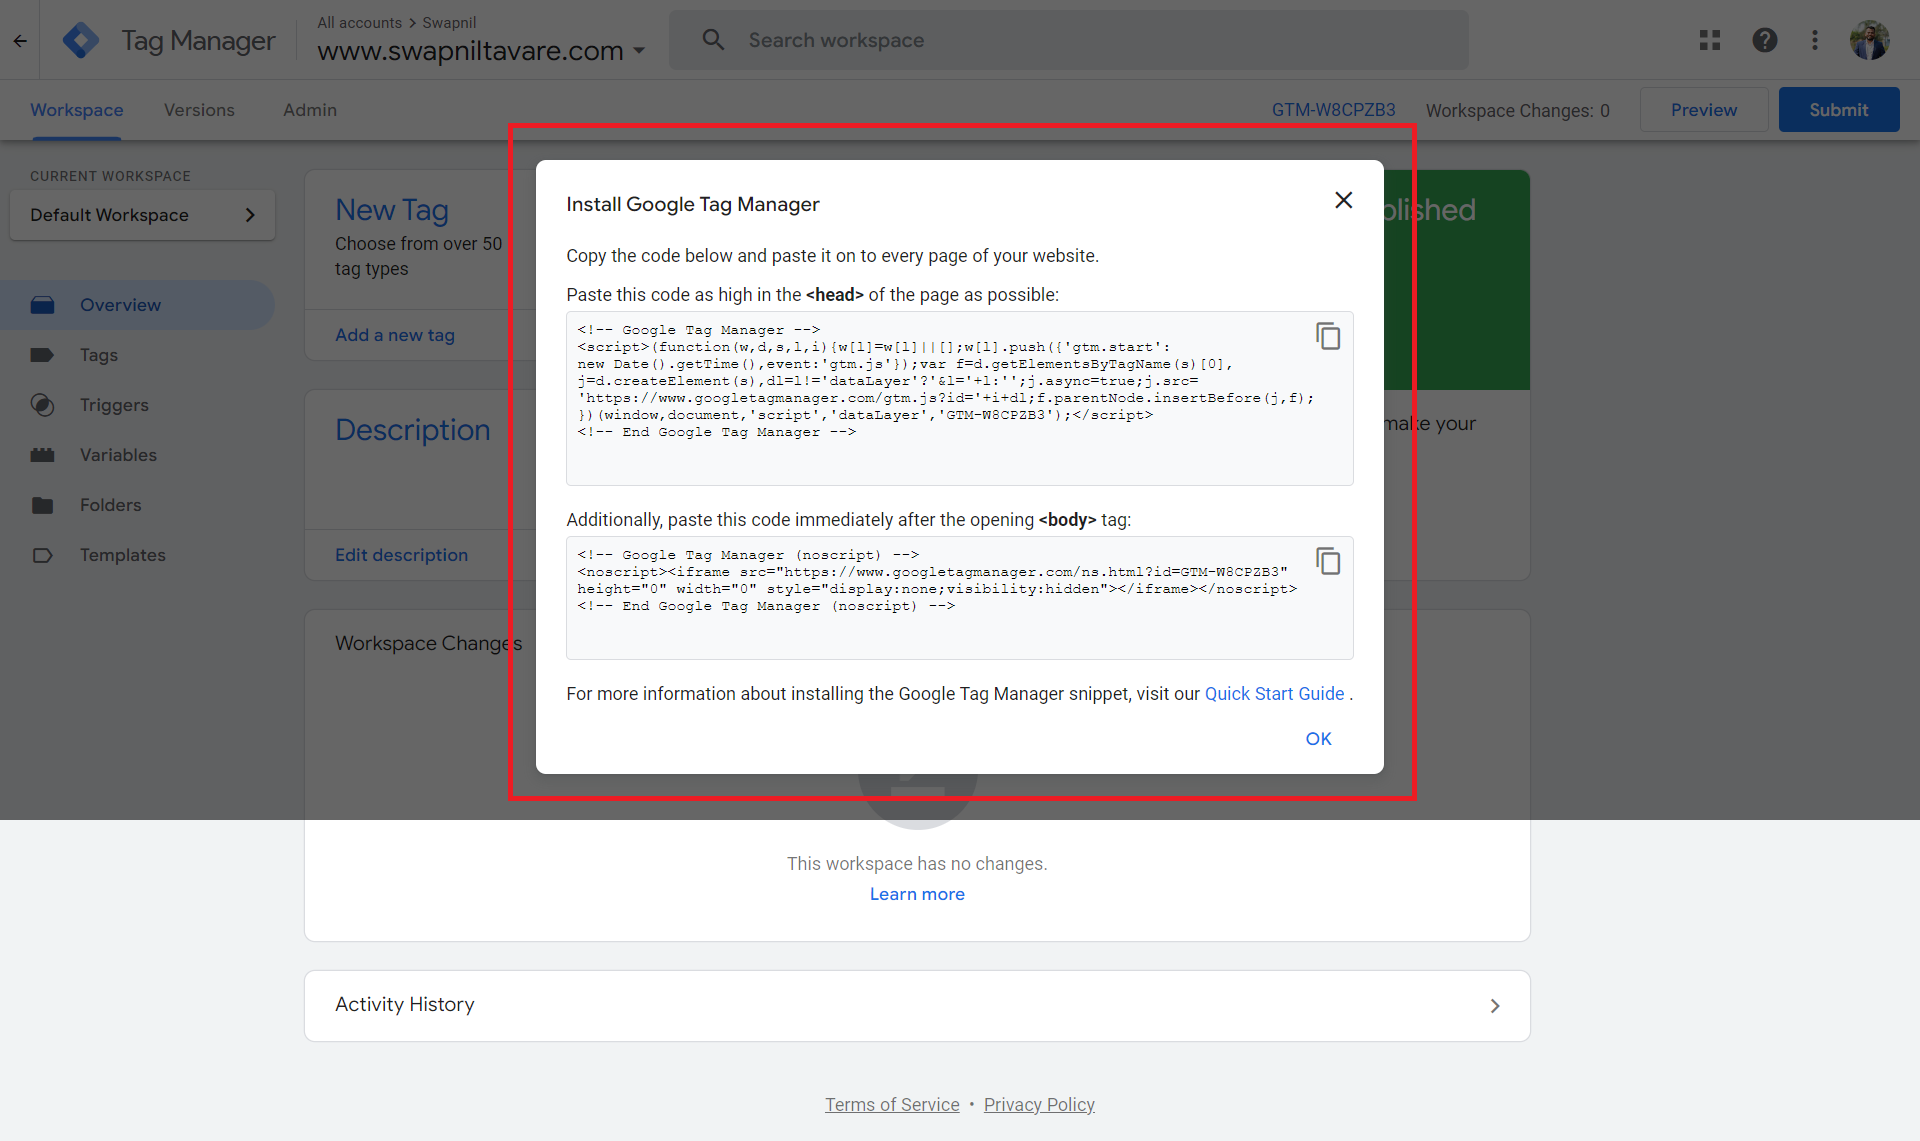 Tag Manager
All accounts > Swapnil
www.swapniltavare.com
Search workspace
Workspace
Versions
Admin
GTM-W8CPZB3
Workspace Changes: 0
Preview
Submit
CURRENT WORKSPACE
Default Workspace
Overview
Tags
Triggers
Variables
Folders
Templates
New Tag
Choose from over 50
tag types
Add a new tag
Description
Edit description
blished
make your
Install Google Tag Manager
Copy the code below and paste it on to every page of your website.
Paste this code as high in the <head> of the page as possible:
<!-- Google Tag Manager -->
<script>(function(w,d,s,l,i){w[l]=w[l]||[];w[l].push({'gtm.start':
new Date().getTime(),event:'gtm.js'});var f=d.getElementsByTagName(s)[0],
j=d.createElement(s),dl=l!='dataLayer'?'&l='+l:'';j.async=true;j.src=
'https://www.googletagmanager.com/gtm.js?id='+i+dl;f.parentNode.insertBefore(j,f);
})(window,document,'script','dataLayer','GTM-W8CPZB3');</script>
<!-- End Google Tag Manager -->
Additionally, paste this code immediately after the opening <body> tag:
<!-- Google Tag Manager (noscript) -->
<noscript><iframe src="https://www.googletagmanager.com/ns.html?id=GTM-W8CPZB3"
height="0" width="0" style="display:none;visibility:hidden"></iframe></noscript>
<!-- End Google Tag Manager (noscript) -->
For more information about installing the Google Tag Manager snippet, visit our Quick Start Guide .
OK
Workspace Changes
This workspace has no changes.
Learn more
Activity History
Terms of Service • Privacy Policy